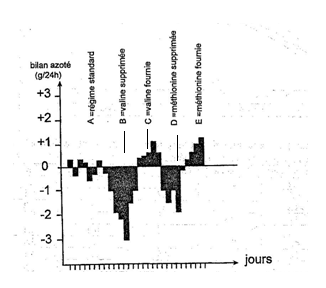 bilan azoté
(g/24h)
+3
+2
+1
0
-1
-2
-3
A =régime standard
B =valine supprimée
C =valine fournie
D =méthionine supprimée
E =méthionine fournie
jours